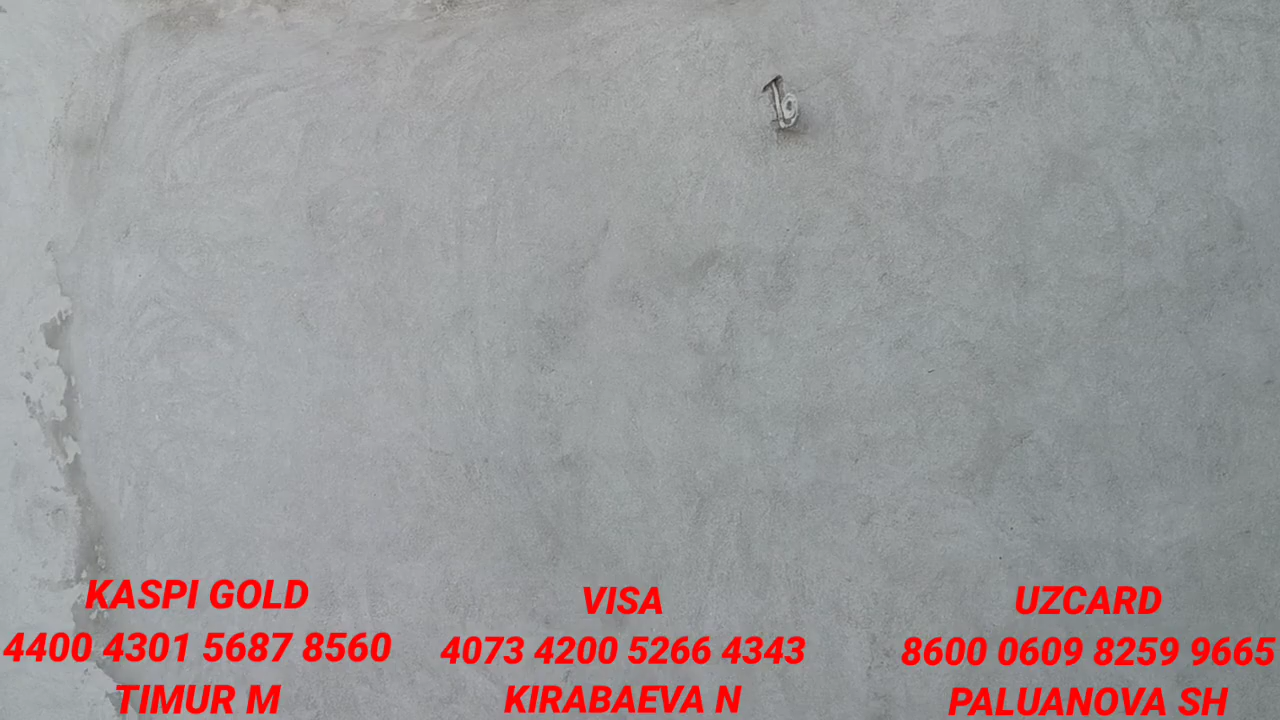 KASPI GOLD
4400 4301 5687 8560
TIMUR M
VISA
4073 4200 5266 4343
KIRABAEVA N
UZCARD
8600 0609 8259 9665
PALUANOVA SH